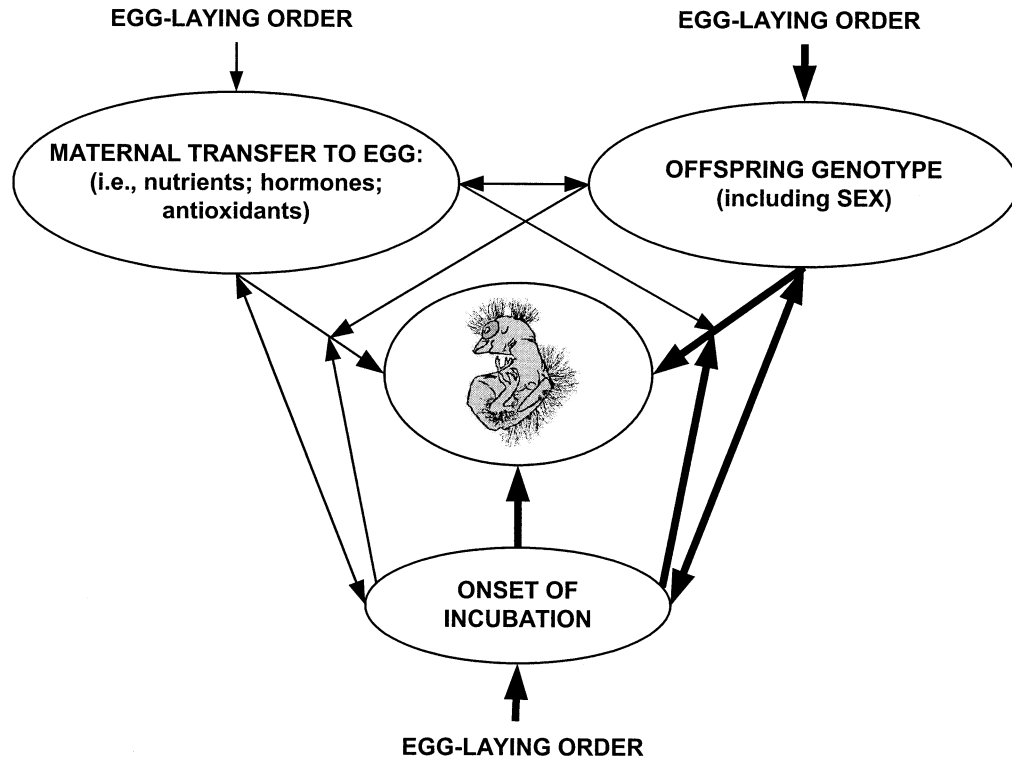 EGG-LAYING ORDER
EGG-LAYING ORDER
MATERNAL TRANSFER TO EGG:
(i.e., nutrients; hormones;
antioxidants)
OFFSPRING GENOTYPE
(including SEX)
ONSET OF
INCUBATION
EGG-LAYING ORDER